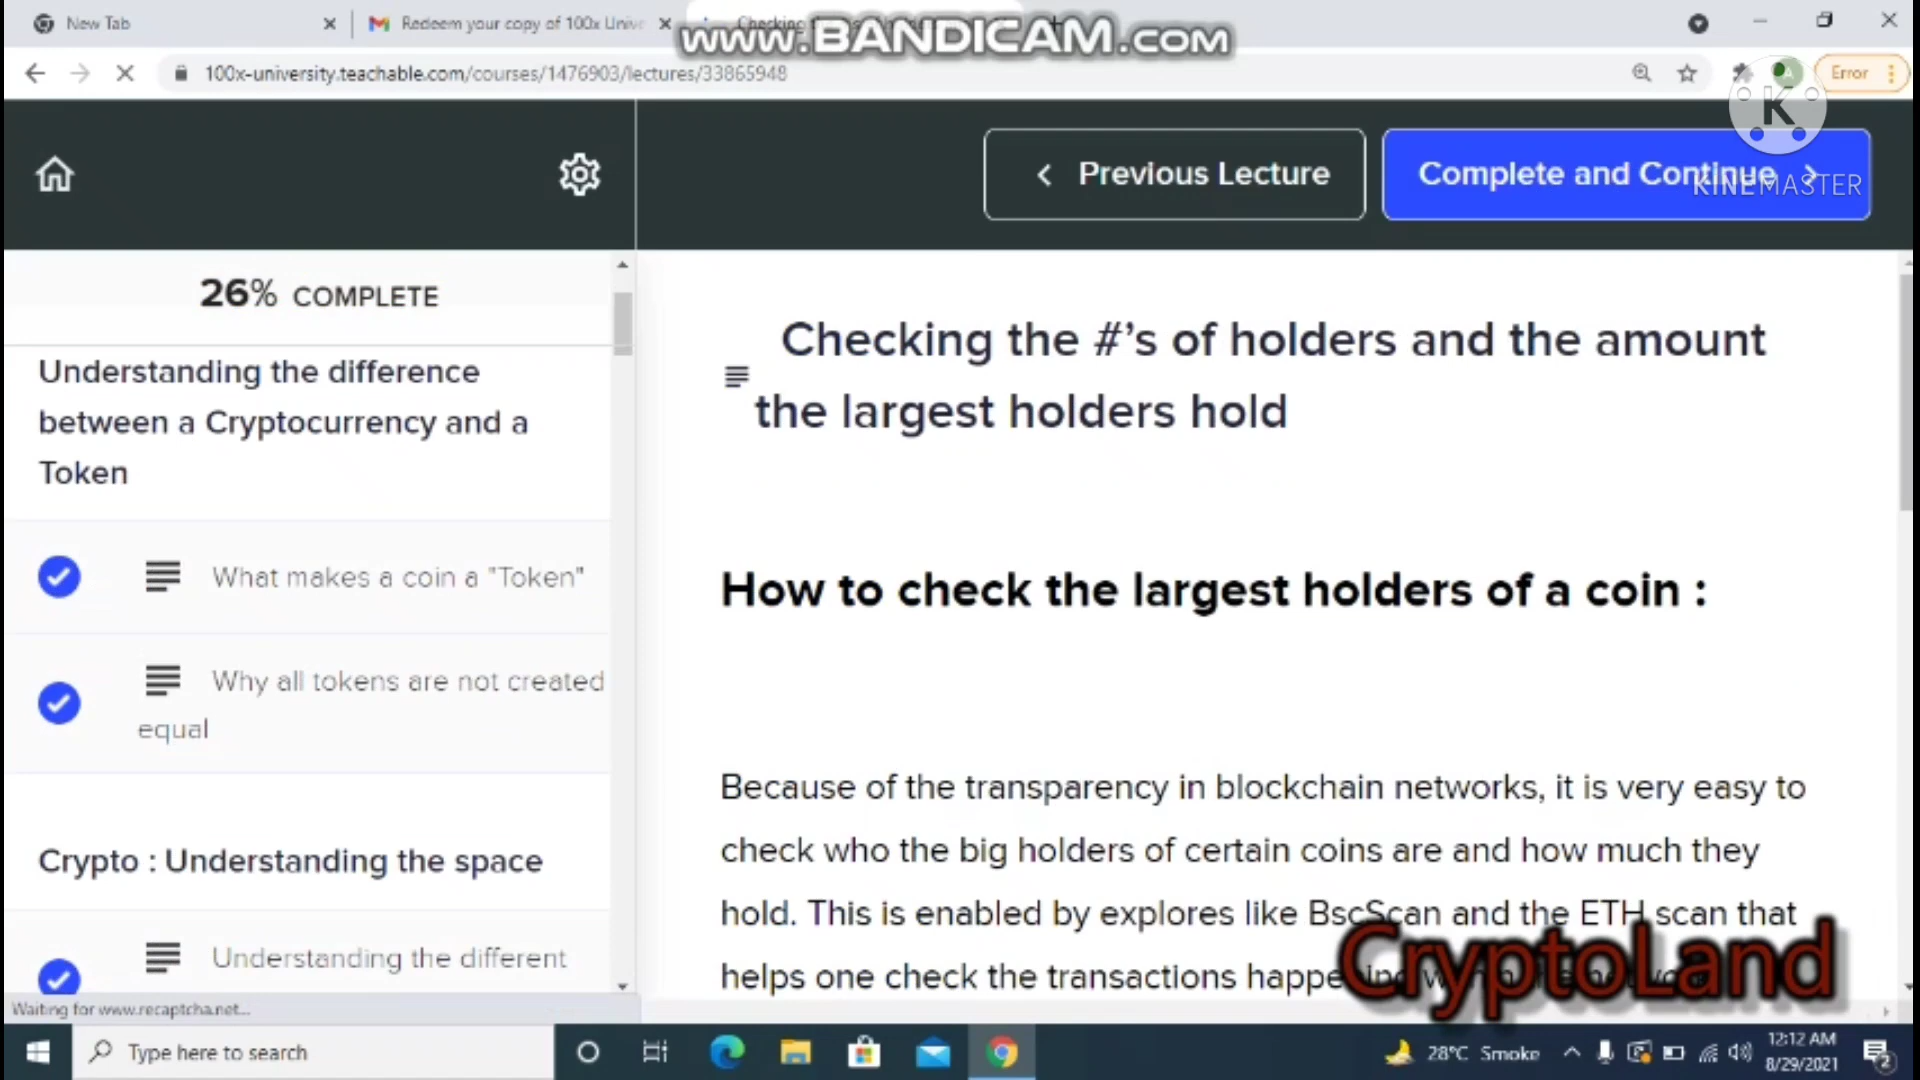 New Tab
Redeem your copy of 100x Unive
Checking
www.BANDICAM.com
100x-university.teachable.com/courses/1476903/lectures/33865948
Error
K
KINEMASTER
Previous Lecture
Complete and Continue
26% COMPLETE
Understanding the difference
between a Cryptocurrency and a
Token
What makes a coin a "Token"
Why all tokens are not created
equal
Crypto : Understanding the space
Understanding the different
Checking the #'s of holders and the amount
the largest holders hold
How to check the largest holders of a coin :
Because of the transparency in blockchain networks, it is very easy to
check who the big holders of certain coins are and how much they
hold. This is enabled by explores like BscScan and the ETH scan that
helps one check the transactions
CryptoLand
Waiting for www.recaptcha.net...
Type here to search
28°C Smoke
12:12 AM
8/29/2021
2